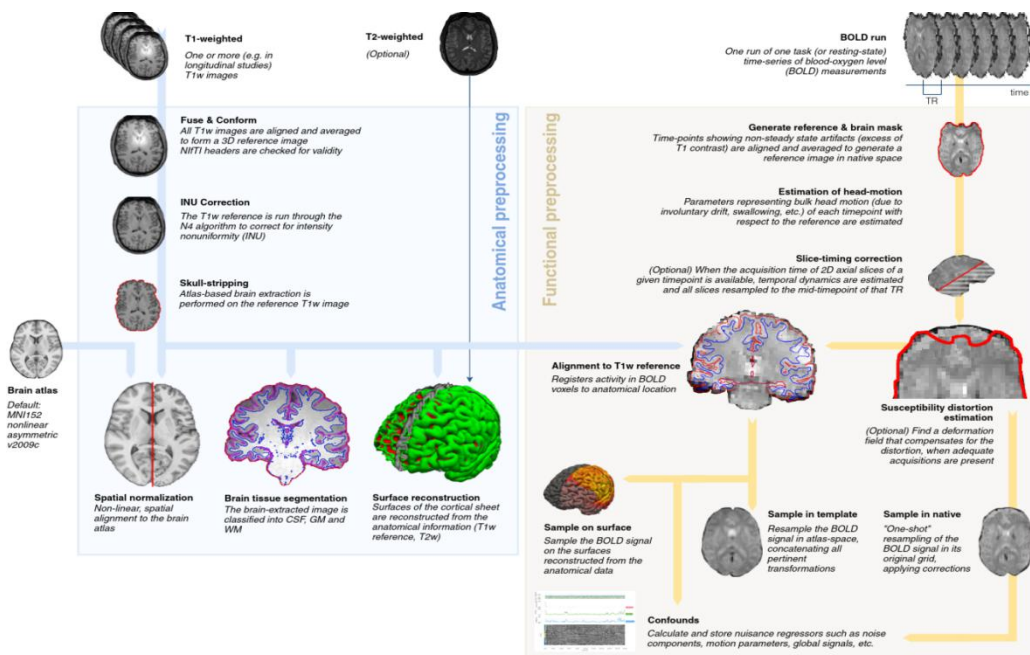 T1-weighted
One or more (e.g. in
longitudinal studies)
T1w images
T2-weighted
(Optional)
BOLD run
One run of one task (or resting-state)
time-series of blood-oxygen level
(BOLD) measurements
TR
time
Anatomical preprocessing
Fuse & Conform
All T1w images are aligned and averaged
to form a 3D reference image
NIfTI headers are checked for validity
INU Correction
The T1w reference is run through the
N4 algorithm to correct for intensity
nonuniformity (INU)
Skull-stripping
Atlas-based brain extraction is
performed on the reference T1w image
Brain atlas
Default:
MNI152
nonlinear
asymmetric
v2009c
Spatial normalization
Non-linear, spatial
alignment to the brain
atlas
Brain tissue segmentation
The brain-extracted image is
classified into CSF, GM and
WM
Surface reconstruction
Surfaces of the cortical sheet
are reconstructed from the
anatomical information (T1w
reference, T2w)
Functional preprocessing
Generate reference & brain mask
Time-points showing non-steady state artifacts (excess of
T1 contrast) are aligned and averaged to generate a
reference image in native space
Estimation of head-motion
Parameters representing bulk head motion (due to
involuntary drift, swallowing, etc.) of each timepoint with
respect to the reference are estimated
Slice-timing correction
(Optional) When the acquisition time of 2D axial slices of a
given timepoint is available, temporal dynamics are estimated
and all slices resampled to the mid-timepoint of that TR
Alignment to T1w reference
Registers activity in BOLD
voxels to anatomical location
Susceptibility distortion
estimation
(Optional) Find a deformation
field that compensates for the
distortion, when adequate
acquisitions are present
Sample on surface
Sample the BOLD signal
on the surfaces
reconstructed from the
anatomical data
Sample in template
Resample the BOLD
signal in atlas-space,
concatenating all
pertinent
transformations
Sample in native
"One-shot"
resampling of the
BOLD signal in its
original grid,
applying corrections
Confounds
Calculate and store nuisance regressors such as noise
components, motion parameters, global signals, etc.